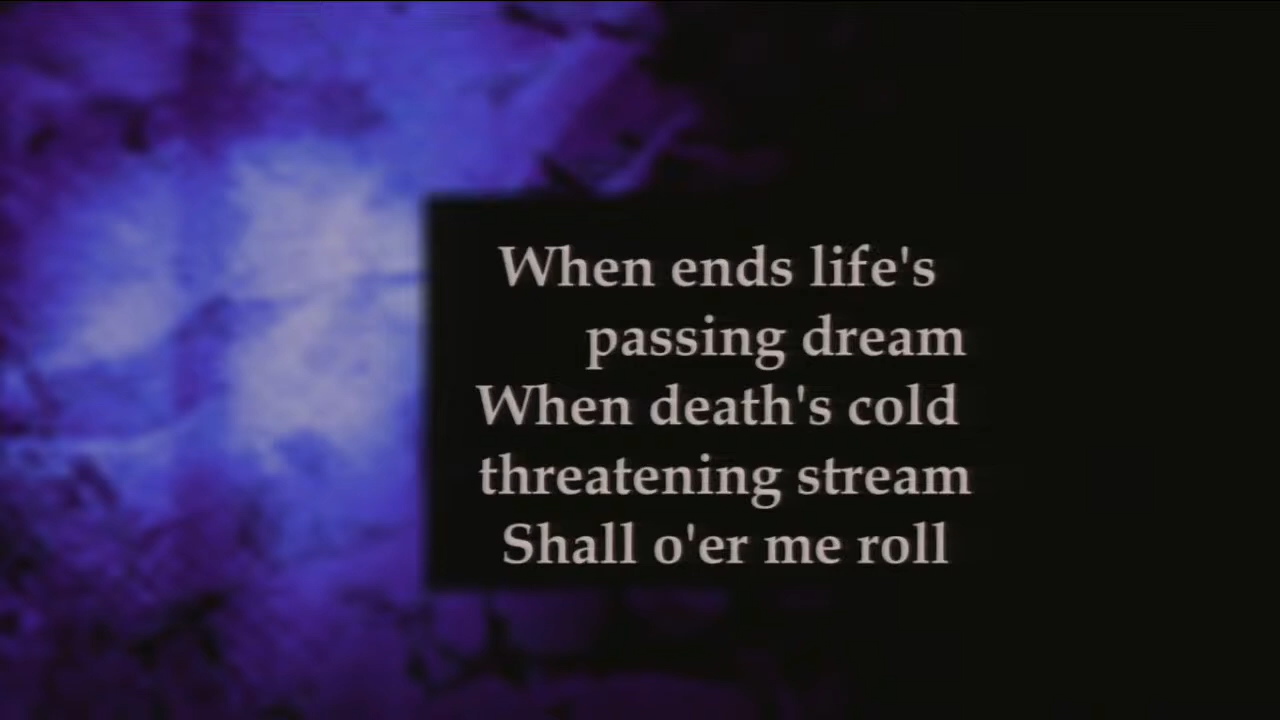 When ends life's
passing dream
When death's cold
threatening stream
Shall o'er me roll